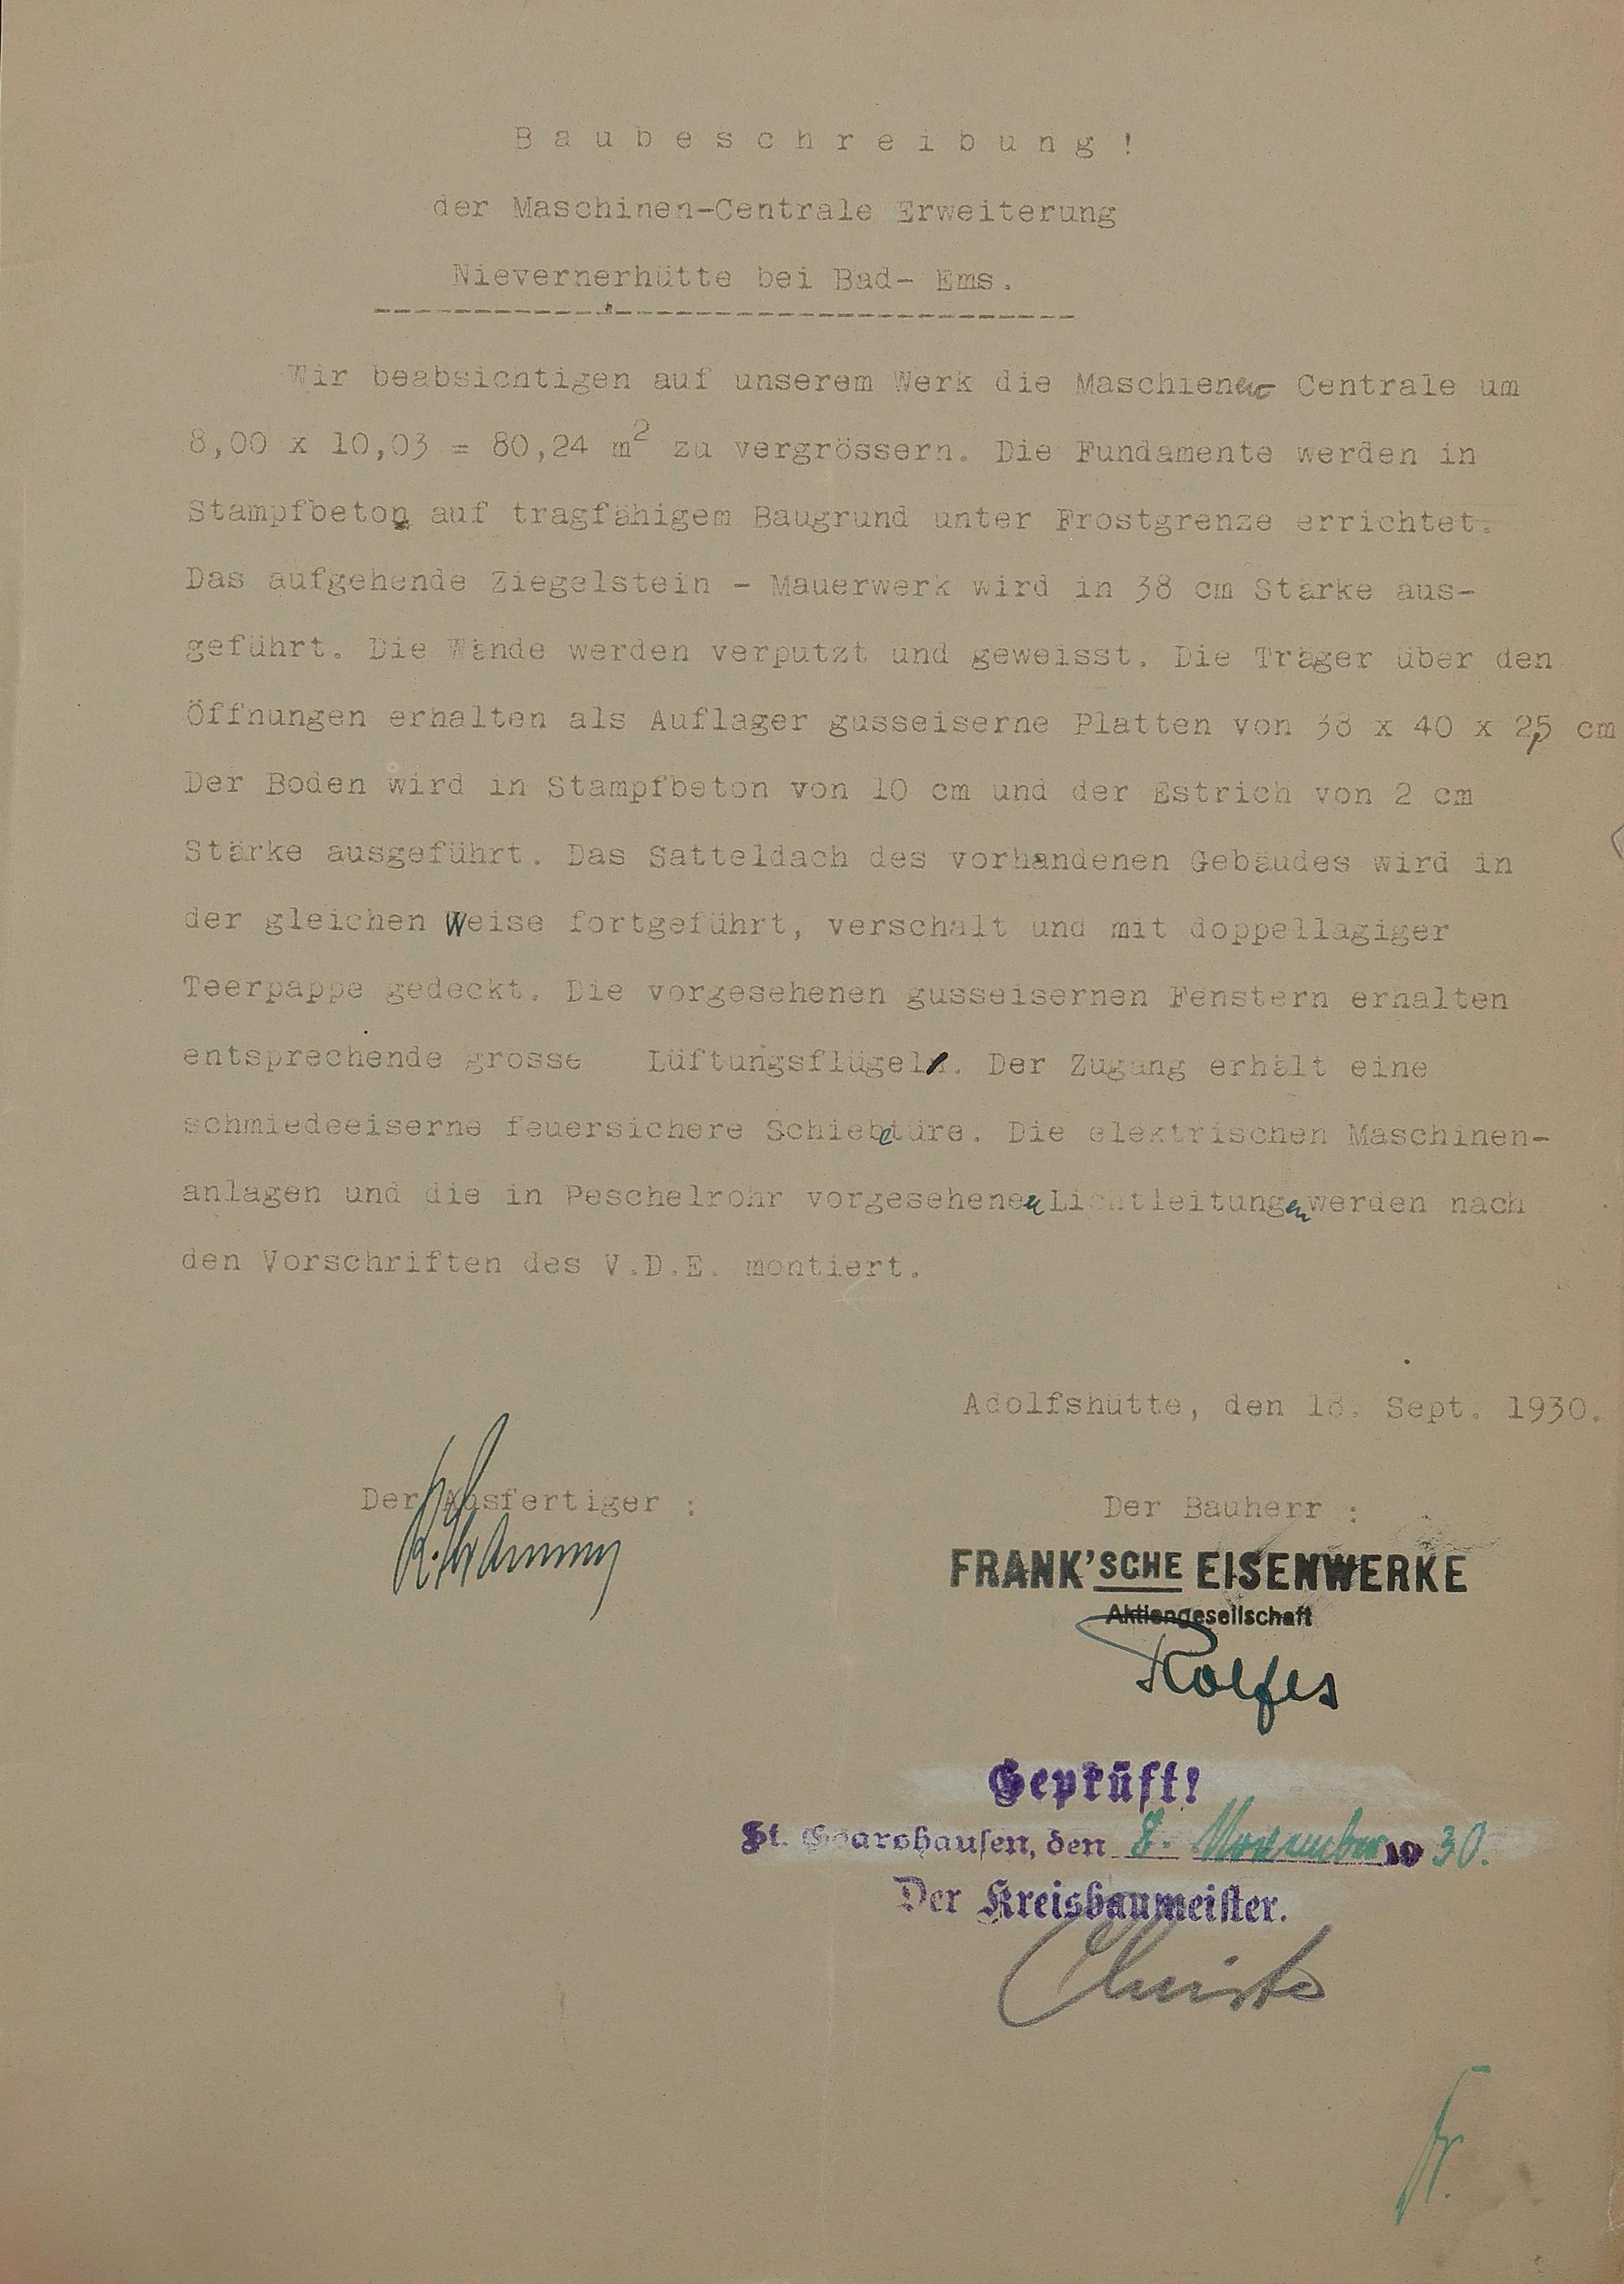 Baubeschreibung!
der Maschinen-Centrale Erweiterung
Nievernerhütte bei Bad- Ems.
Wir beabsichtigen auf unserem Werk die Maschienen- Centrale um
8,00 x 10,03 = 80,24 m² zu vergrössern. Die Fundamente werden in
Stampfbeton auf tragfähigem Baugrund unter Frostgrenze errichtet.
Das aufgehende Ziegelstein - Mauerwerk wird in 38 cm Stärke aus-
geführt. Die Wände werden verputzt und geweisst. Die Träger über den
Öffnungen erhalten als Auflager gusseiserne Platten von 38 x 40 x 2,5 cm
Der Boden wird in Stampfbeton von 10 cm und der Estrich von 2 cm
Stärke ausgeführt. Das Satteldach des vorhandenen Gebäudes wird in
der gleichen Weise fortgeführt, verschalt und mit doppellagiger
Teerpappe gedeckt. Die vorgesehenen gusseisernen Fenstern erhalten
entsprechende grosse Lüftungsflügel. Der Zugang erhält eine
schmiedeeiserne feuersichere Schiebetüre. Die elektrischen Maschinen-
anlagen und die in Peschelrohr vorgesehenen Lichtleitungen werden nach
den Vorschriften des V.D.E. montiert.
Adolfshütte, den 18. Sept. 1930.
Der Ausfertiger :
Der Bauherr :
FRANK'SCHE EISENWERKE
Aktiengesellschaft
Roefes
Geprüft!
St. Goarshausen, den 8. November 1930.
Der Kreisbaumeister.